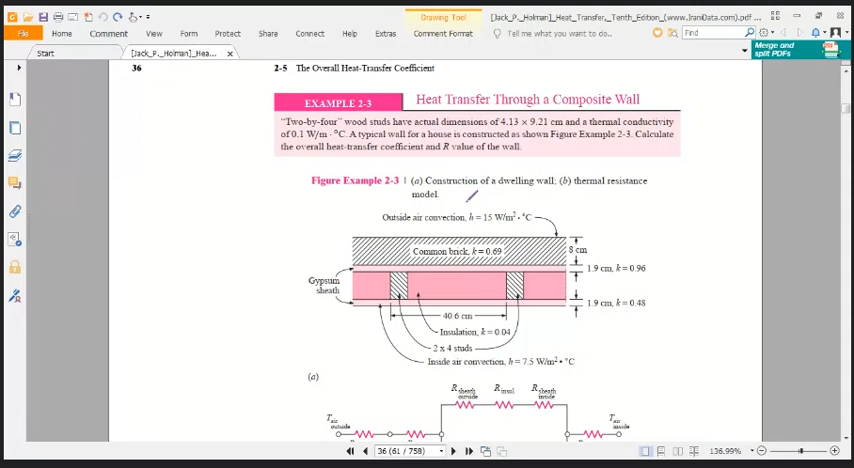 Drawing Tool
[Jack_P._Holman]_Heat_Transfer,_Tenth_Edition_(www.IranData.com).pdf ...
File Home Comment View Form Protect Share Connect Help Extras Comment Format Tell me what you want to do... Find
Start [Jack_P._Holman]_Hea...
Merge and
split PDFs
36 2-5 The Overall Heat-Transfer Coefficient
EXAMPLE 2-3 Heat Transfer Through a Composite Wall
“Two-by-four” wood studs have actual dimensions of 4.13 × 9.21 cm and a thermal conductivity
of 0.1 W/m · °C. A typical wall for a house is constructed as shown Figure Example 2-3. Calculate
the overall heat-transfer coefficient and R value of the wall.
Figure Example 2-3 | (a) Construction of a dwelling wall; (b) thermal resistance
model.
Outside air convection, h = 15 W/m² · °C
Common brick, k = 0.69
8 cm
1.9 cm, k = 0.96
Gypsum
sheath
1.9 cm, k = 0.48
40.6 cm
Insulation, k = 0.04
2 x 4 studs
Inside air convection, h = 7.5 W/m² · °C
(a)
R sheath outside R insul. R sheath inside
T air outside T air inside
36 (61 / 758) 136.99%